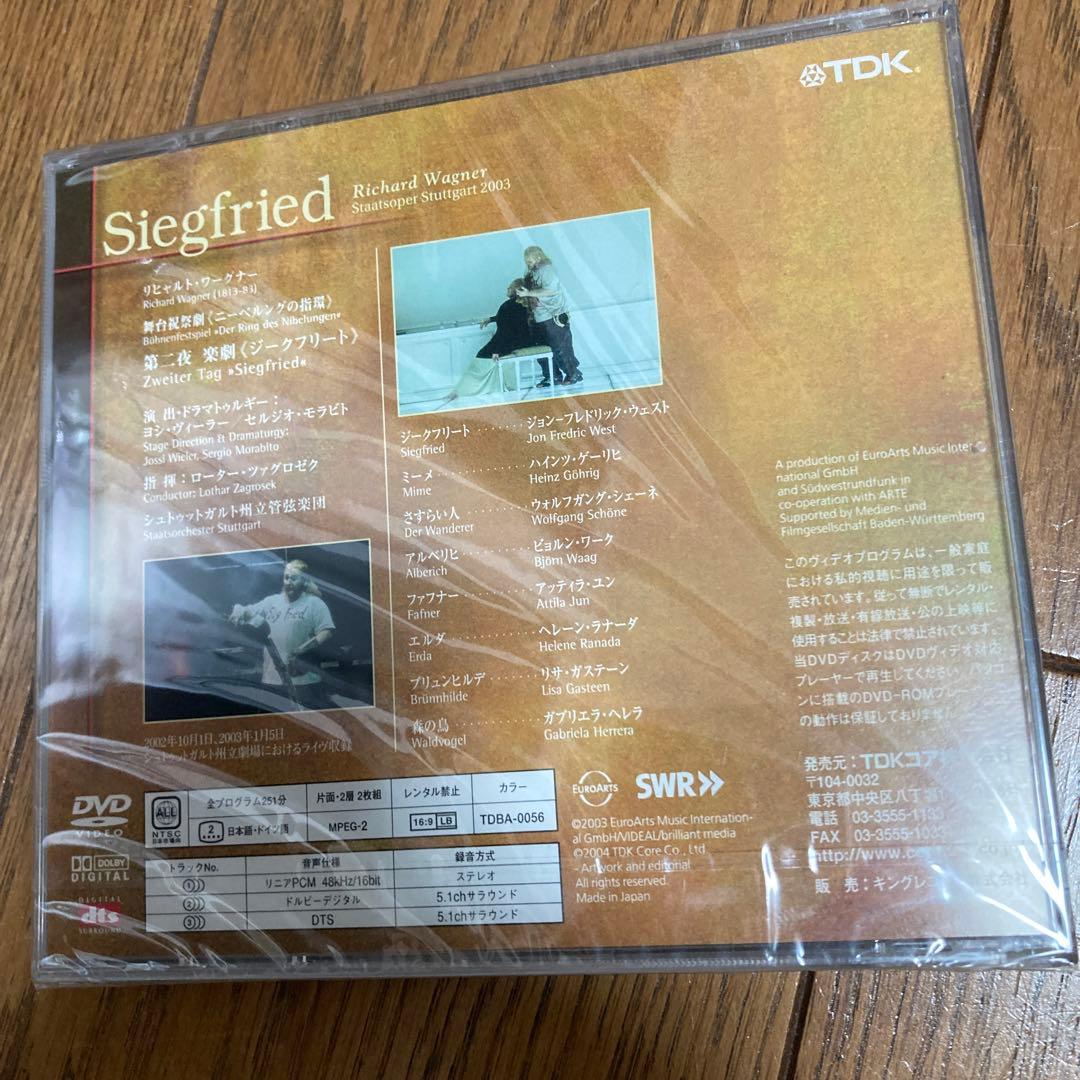 TDK
Siegfried
Richard Wagner
Staatsoper Stuttgart 2003
リヒャルト・ワーグナー
Richard Wagner (1813-83)
舞台祝祭劇《ニーベルングの指環》
Bühnenfestspiel »Der Ring des Nibelungen«
第二夜 楽劇《ジークフリート》
Zweiter Tag »Siegfried«
演出・ドラマトゥルギー:
ヨシ・ヴィーラー/セルジオ・モラビト
Stage Direction & Dramaturgy:
Jossi Wieler, Sergio Morabito
指揮:ローター・ツァグロゼク
Conductor: Lothar Zagrosek
シュトゥットガルト州立管弦楽団
Staatsorchester Stuttgart
Siegfried
2002年10月1日、2003年1月5日
シュトゥットガルト州立劇場におけるライヴ収録
ジークフリート ........ ジョン=フレドリック・ウェスト
Siegfried Jon Fredric West
ミーメ ........ ハインツ・ゲーリヒ
Mime Heinz Göhrig
さすらい人 ........ ウォルフガング・シェーネ
Der Wanderer Wolfgang Schöne
アルベリヒ ........ ビョルン・ワーク
Alberich Björn Waag
ファフナー ........ アッティラ・ユン
Fafner Attila Jun
エルダ ........ ヘレーン・ラナーダ
Erda Helene Ranada
ブリュンヒルデ ........ リサ・ガステーン
Brünnhilde Lisa Gasteen
森の鳥 ........ ガブリエラ・ヘレラ
Waldvogel Gabriela Herrera
A production of EuroArts Music Inter-
national GmbH
and Südwestrundfunk in
co-operation with ARTE
Supported by Medien- und
Filmgesellschaft Baden-Württemberg
このヴィデオプログラムは、一般家庭
における私的視聴に用途を限って販
売されています。従って無断でレンタル・
複製・放送・有線放送・公の上映等に
使用することは法律で禁止されています。
当DVDディスクはDVDヴィデオ対応
プレーヤーで再生してください。パソコ
ンに搭載のDVD-ROM
の動作は保証しておりません
発売元:TDKコア
〒104-0032
東京都中央区八丁
電話 03-3555-11
FAX 03-3555-10
http://www.
販売:キングレ
DVD
VIDEO
ALL
NTSC
日本市場向
全プログラム251分
片面・2層 2枚組
レンタル禁止
カラー
2
日本語・ドイツ語
MPEG-2
16:9 LB
TDBA-0056
DOLBY
DIGITAL
DIGITAL
dts
SURROUND
トラックNo. 音声仕様 録音方式
1 リニアPCM 48kHz/16bit ステレオ
2 ドルビーデジタル 5.1chサラウンド
3 DTS 5.1chサラウンド
EUROARTS
SWR
©2003 EuroArts Music Internation-
al GmbH/VIDEAL/brilliant media
©2004 TDK Core Co., Ltd
- Artwork and editorial
All rights reserved.
Made in Japan